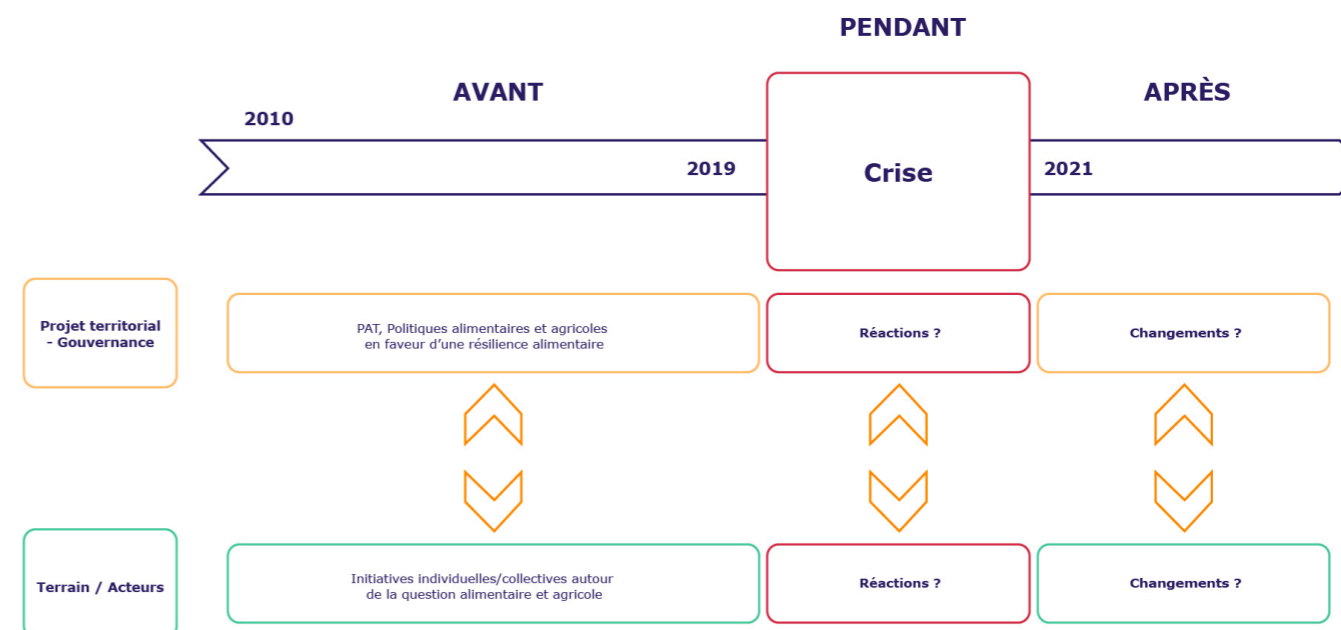 PENDANT
AVANT
APRÈS
2010
2019
Crise
2021
Projet territorial
- Gouvernance
PAT, Politiques alimentaires et agricoles
en faveur d’une résilience alimentaire
Réactions ?
Changements ?
Terrain / Acteurs
Initiatives individuelles/collectives autour
de la question alimentaire et agricole
Réactions ?
Changements ?